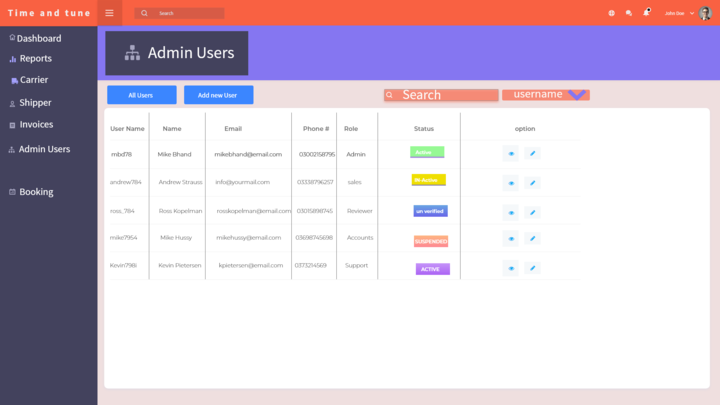 Time and tune
Search
John Doe
Dashboard
Reports
Carrier
Shipper
Invoices
Admin Users
Booking
Admin Users
All Users
Add new User
Search
username
User Name Name Email Phone # Role Status option
mbd78 Mike Bhand mikebhand@email.com 03002158795 Admin Active
andrew784 Andrew Strauss info@yourmail.com 03338796257 sales IN-Active
ross_784 Ross Kopelman rosskopelman@email.com 03015898745 Reviewer un verified
mike7954 Mike Hussy mikehussy@email.com 03698745698 Accounts SUSPENDED
Kevin798i Kevin Pietersen kpietersen@email.com 0373214569 Support ACTIVE